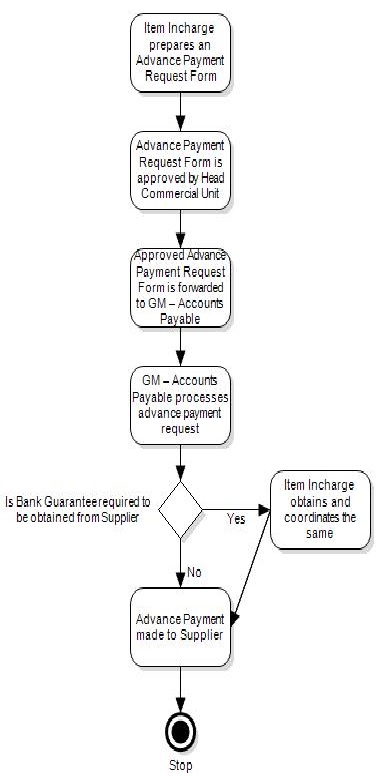 Item Incharge
prepares an
Advance Payment
Request Form
Advance Payment
Request Form is
approved by Head
Commercial Unit
Approved Advance
Payment Request
Form is forwarded
to GM – Accounts
Payable
GM – Accounts
Payable processes
advance payment
request
Is Bank Guarantee required to
be obtained from Supplier
Yes
Item Incharge
obtains and
coordinates the
same
No
Advance Payment
made to Supplier
Stop